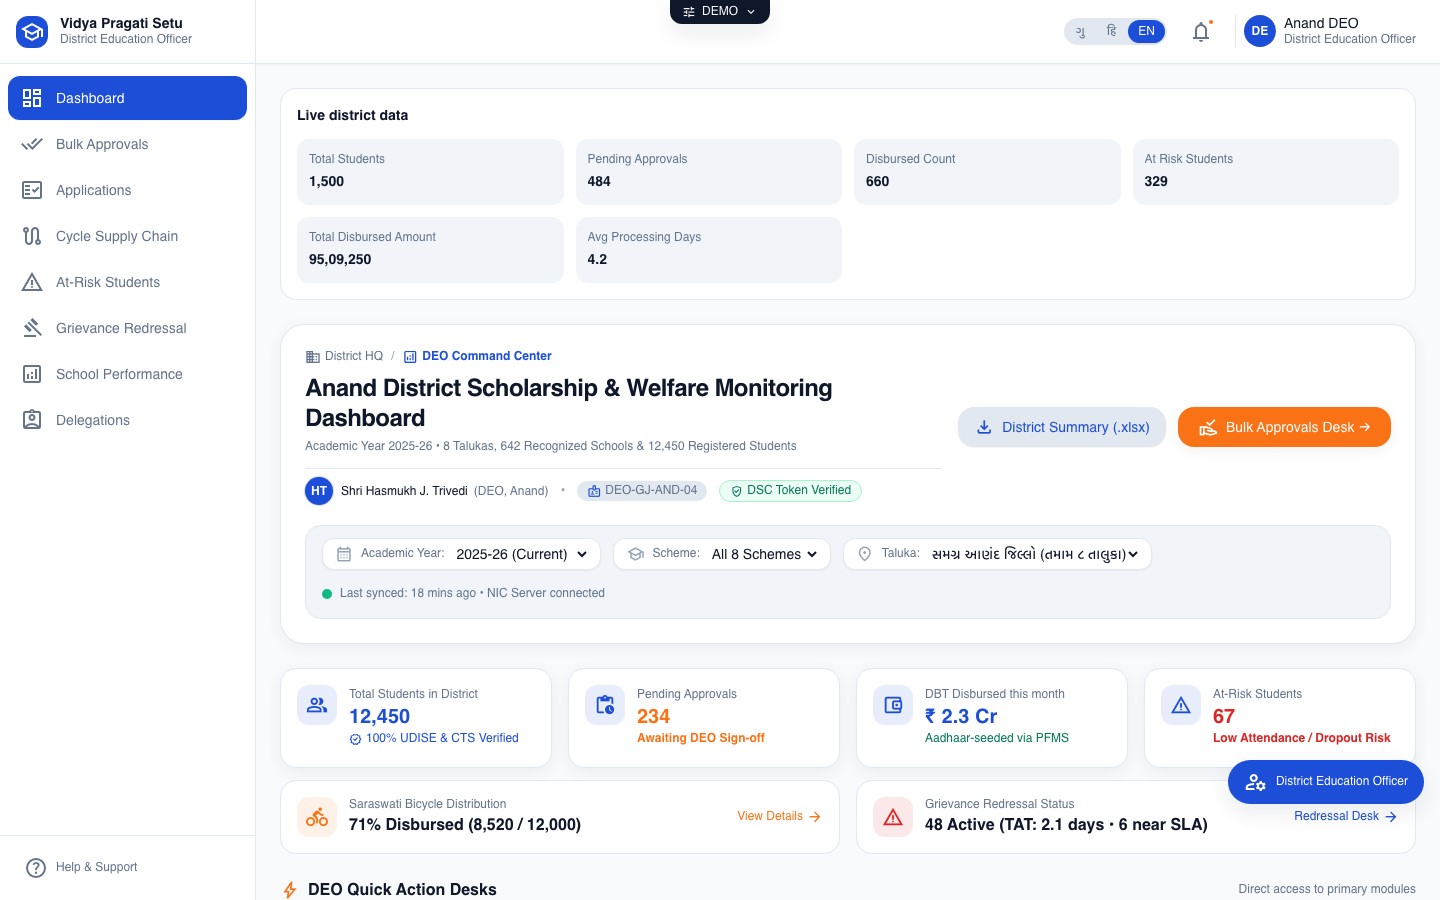 Vidya Pragati Setu
District Education Officer
DEMO
ગુ
हि
EN
DE
Anand DEO
District Education Officer
Dashboard
Bulk Approvals
Applications
Cycle Supply Chain
At-Risk Students
Grievance Redressal
School Performance
Delegations
Help & Support
Live district data
Total Students
1,500
Pending Approvals
484
Disbursed Count
660
At Risk Students
329
Total Disbursed Amount
95,09,250
Avg Processing Days
4.2
District HQ / DEO Command Center
Anand District Scholarship & Welfare Monitoring
Dashboard
Academic Year 2025-26 • 8 Talukas, 642 Recognized Schools & 12,450 Registered Students
District Summary (.xlsx)
Bulk Approvals Desk →
HT
Shri Hasmukh J. Trivedi (DEO, Anand) •
DEO-GJ-AND-04
DSC Token Verified
Academic Year: 2025-26 (Current)
Scheme: All 8 Schemes
Taluka: સમગ્ર આણંદ જિલ્લો (તમામ ૮ તાલુકા)
Last synced: 18 mins ago • NIC Server connected
Total Students in District
12,450
100% UDISE & CTS Verified
Pending Approvals
234
Awaiting DEO Sign-off
DBT Disbursed this month
₹ 2.3 Cr
Aadhaar-seeded via PFMS
At-Risk Students
67
Low Attendance / Dropout Risk
District Education Officer
Saraswati Bicycle Distribution
71% Disbursed (8,520 / 12,000)
View Details →
Grievance Redressal Status
48 Active (TAT: 2.1 days • 6 near SLA)
Redressal Desk →
DEO Quick Action Desks
Direct access to primary modules